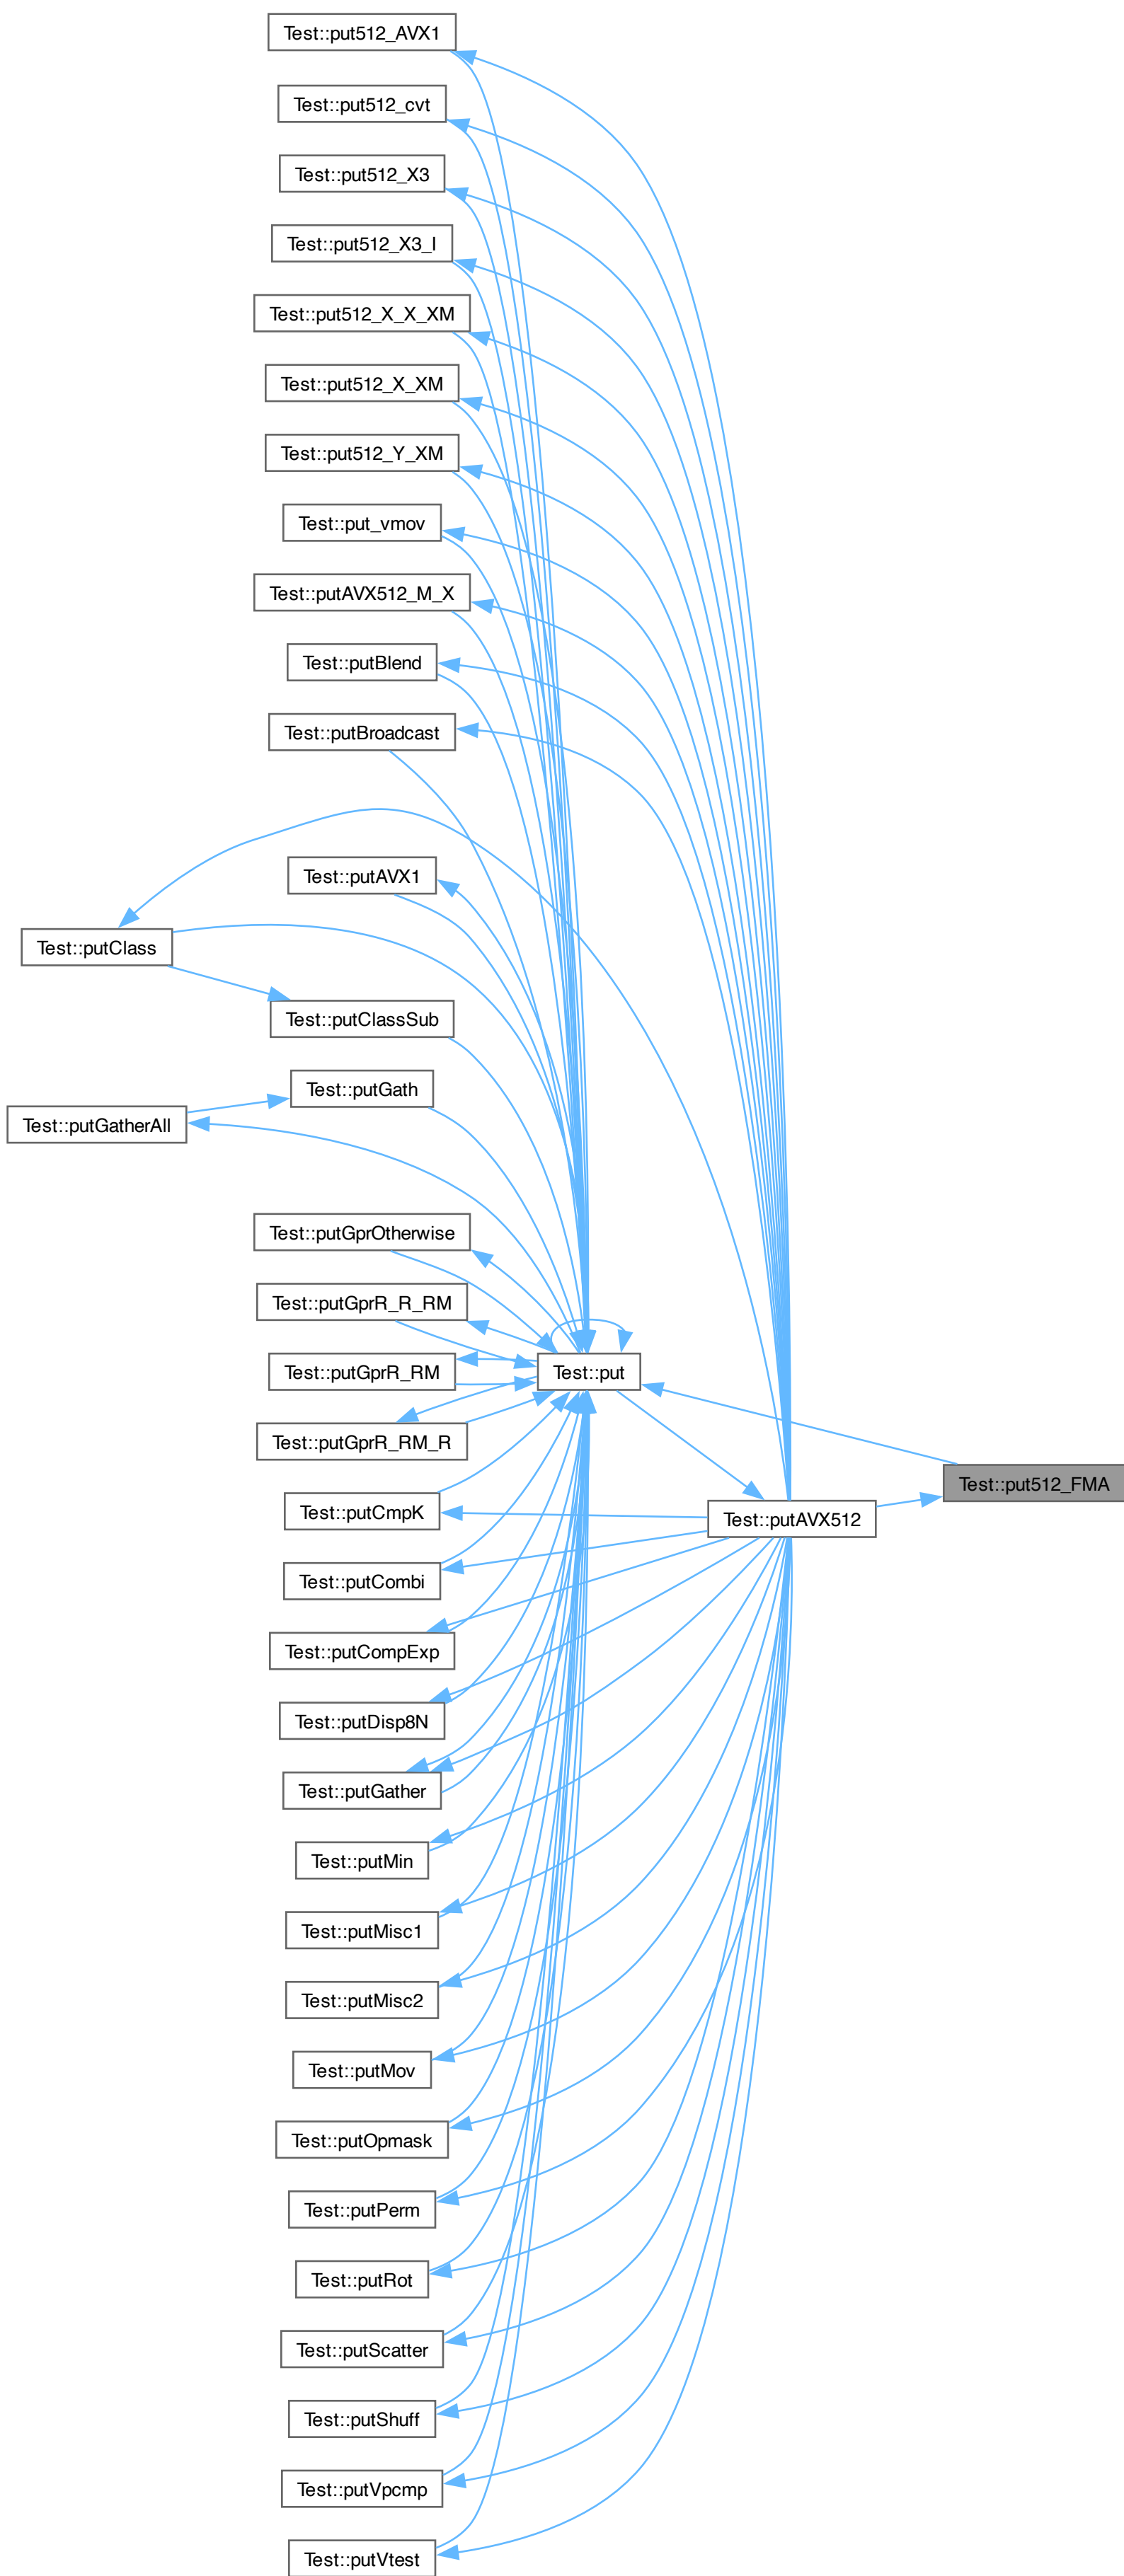 Test::put512_AVX1
Test::put512_cvt
Test::put512_X3
Test::put512_X3_I
Test::put512_X_X_XM
Test::put512_X_XM
Test::put512_Y_XM
Test::put_vmov
Test::putAVX512_M_X
Test::putBlend
Test::putBroadcast
Test::putAVX1
Test::putClass
Test::putClassSub
Test::putGath
Test::putGatherAll
Test::putGprOtherwise
Test::putGprR_R_RM
Test::putGprR_RM
Test::put
Test::putGprR_RM_R
Test::put512_FMA
Test::putCmpK
Test::putAVX512
Test::putCombi
Test::putCompExp
Test::putDisp8N
Test::putGather
Test::putMin
Test::putMisc1
Test::putMisc2
Test::putMov
Test::putOpmask
Test::putPerm
Test::putRot
Test::putScatter
Test::putShuff
Test::putVpcmp
Test::putVtest